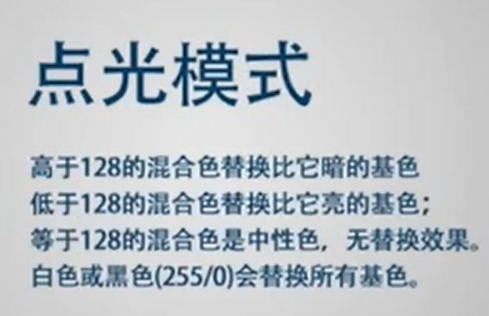 点光模式
高于128的混合色替换比它暗的基色
低于128的混合色替换比它亮的基色；
等于128的混合色是中性色，无替换效果。
白色或黑色(255/0)会替换所有基色。